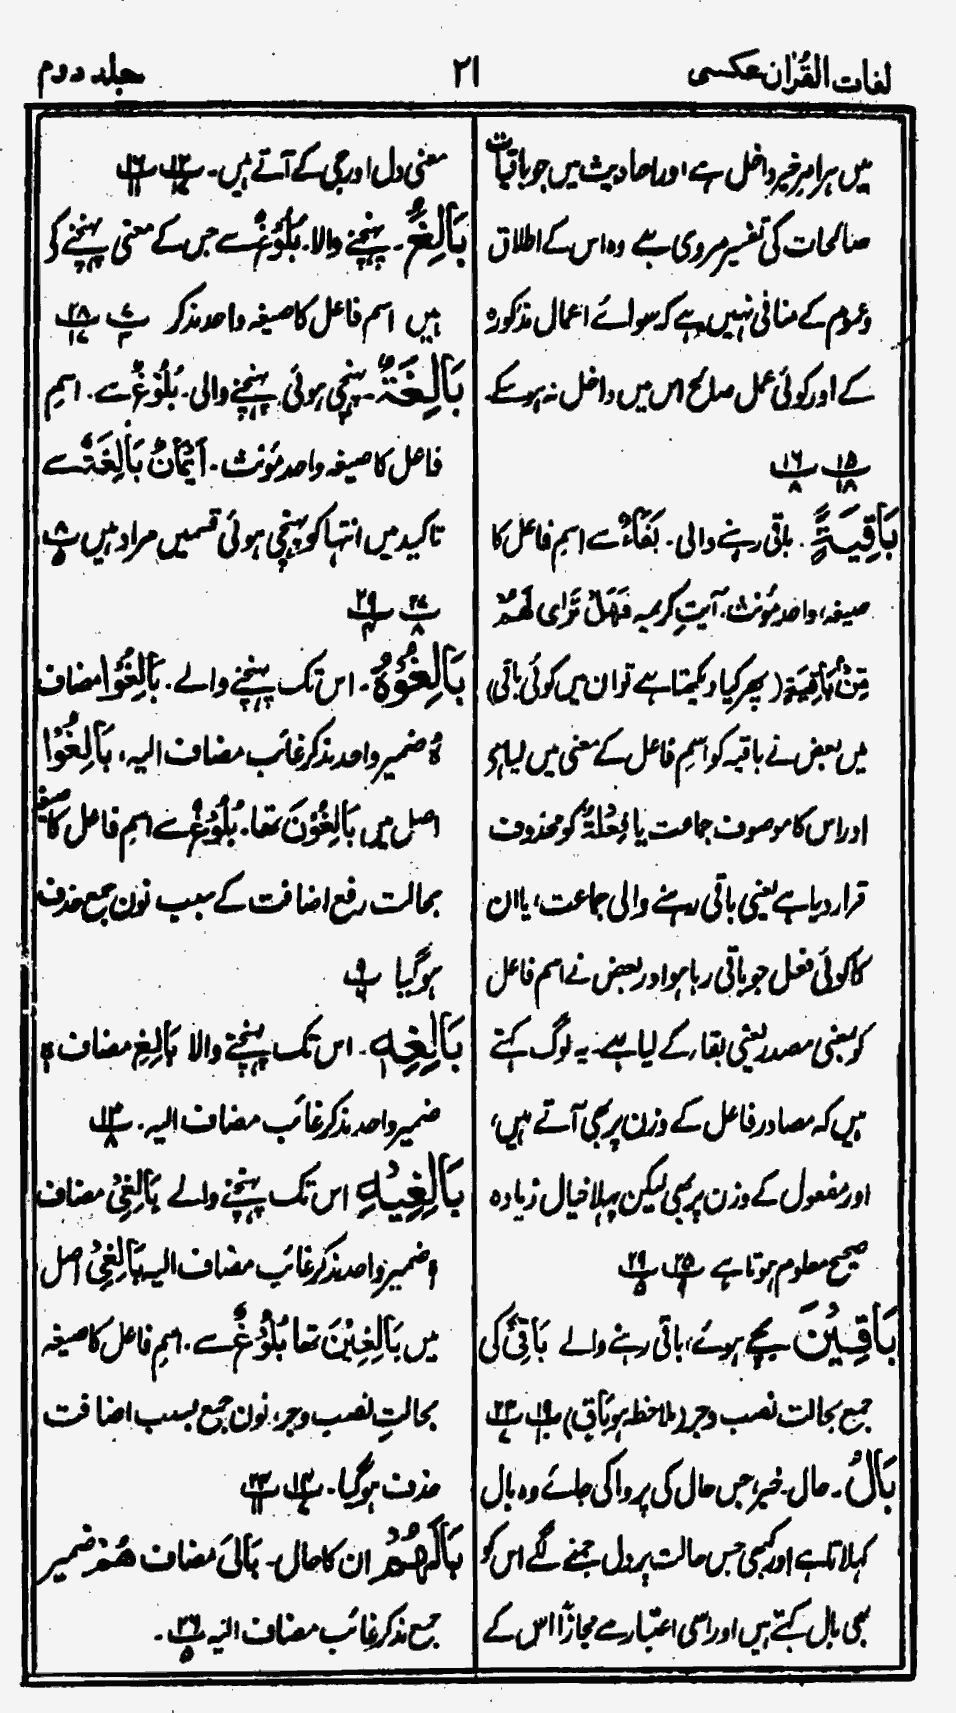 لغات القرآن عکسی
۲۱
جلد دوم
میں ہر امر خیر داخل ہے اور احادیث میں جو باقیات
صالحات کی تفسیر مروی ہے وہ اس کے اطلاق
وعموم کے منافی نہیں ہے کہ سوائے اعمال مذکورہ
کے اور کوئی عمل صالح اس میں داخل نہ ہو سکے
۱۵/۱۸ ۱۶/۸
بَاقِیَۃٍ. باقی رہنے والی۔ بَقَاءٌ سے اسمِ فاعل کا
صیغہ، واحد مؤنث۔ آیتِ کریمہ فَهَلْ تَرٰى لَهُمْ
مِّنْ بَاقِیَۃٍ (پھر کیا دیکھتا ہے تو ان میں کوئی باقی)
میں بعض نے باقیہ کو اسمِ فاعل کے معنی میں لیا ہے
اور اس کا موصوف جماعت یا فِعْلَۃٌ کو محذوف
قرار دیا ہے یعنی باقی رہنے والی جماعت، یا ان
کا کوئی فعل جو باقی رہا ہو اور بعض نے اسم فاعل
کو بمعنی مصدر یعنی بقاء کے لیا ہے۔ یہ لوگ کہتے
ہیں کہ مصادر فاعل کے وزن پر بھی آتے ہیں،
اور مفعول کے وزن پر بھی لیکن پہلا خیال زیادہ
صحیح معلوم ہوتا ہے
بَاقِیْنَ بچے ہوئے، باقی رہنے والے بَاقِیْ کی
جمع بحالت نصب وجر (ملاحظہ ہو بَاقٍ)
بَالُ۔ حال۔ خبر، جس حال کی پروا کی جائے وہ بال
کہلاتا ہے اور کبھی جس حالت پر دل جمنے لگے اس کو
بھی بال کہتے ہیں اور اسی اعتبار سے مجازاً اس کے
معنی دل اور جی کے آتے ہیں۔
بَالِغٌ۔ پہنچنے والا۔ بُلُوْغٌ سے جس کے معنی پہنچنے کے
ہیں اسم فاعل کا صیغہ واحد مذکر
بَالِغَۃٌ۔ پہنچی ہوئی پہنچنے والی۔ بُلُوْغٌ سے۔ اسمِ
فاعل کا صیغہ واحد مؤنث۔ اَیْمَانٌ بَالِغَۃٌ سے
تاکید میں انتہا کو پہنچی ہوئی قسمیں مراد ہیں
۲۷/۸ ۲۹/۴
بَالِغُوْہُ۔ اس تک پہنچنے والے۔ بَالِغُوْا مضاف
ہُ ضمیر واحد مذکر غائب مضاف الیہ، بَالِغُوْا
اصل میں بَالِغُوْنَ تھا۔ بُلُوْغٌ سے اسمِ فاعل کا صیغہ
بحالت رفع اضافت کے سبب نون جمع حذف
ہوگیا
بَالِغِہٖ۔ اس تک پہنچنے والا بَالِغِ مضاف ہٖ
ضمیر واحد مذکر غائب مضاف الیہ۔ ۱۴/۸
بَالِغِیْہِ اس تک پہنچنے والے بَالِغِیْ مضاف
ہِ ضمیر واحد مذکر غائب مضاف الیہ بَالِغِیْ اصل
میں بَالِغِیْنَ تھا بُلُوْغٌ سے۔ اسمِ فاعل کا صیغہ
بحالتِ نصب وجر، نون جمع بسبب اضافت
حذف ہوگیا۔
بَالَہُمْ ان کا حال۔ بَالَ مضاف ھُمْ ضمیر
جمع مذکر غائب مضاف الیہ ۲۶/۵ ۔